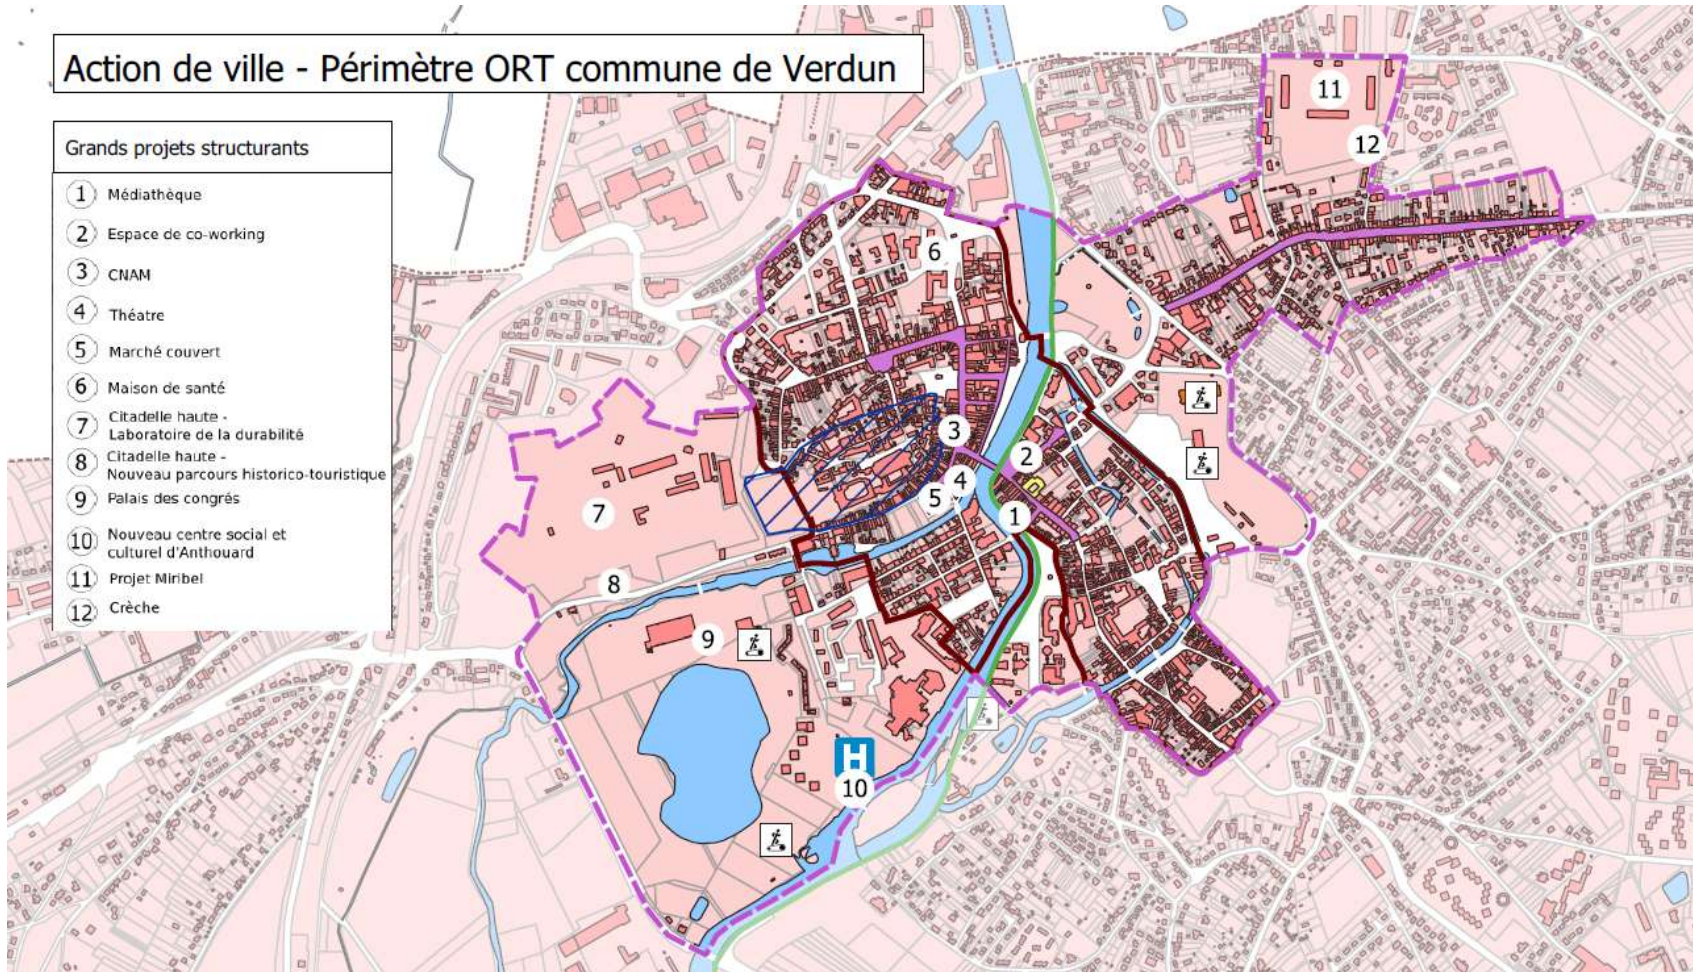 Action de ville - Périmètre ORT commune de Verdun
Grands projets structurants
1 Médiathèque
2 Espace de co-working
3 CNAM
4 Théatre
5 Marché couvert
6 Maison de santé
7 Citadelle haute -
Laboratoire de la durabilité
8 Citadelle haute -
Nouveau parcours historico-touristique
9 Palais des congrés
10 Nouveau centre social et
culturel d'Anthouard
11 Projet Miribel
12 Crèche
11
12
6
3
2
4
5
1
7
8
9
H
10